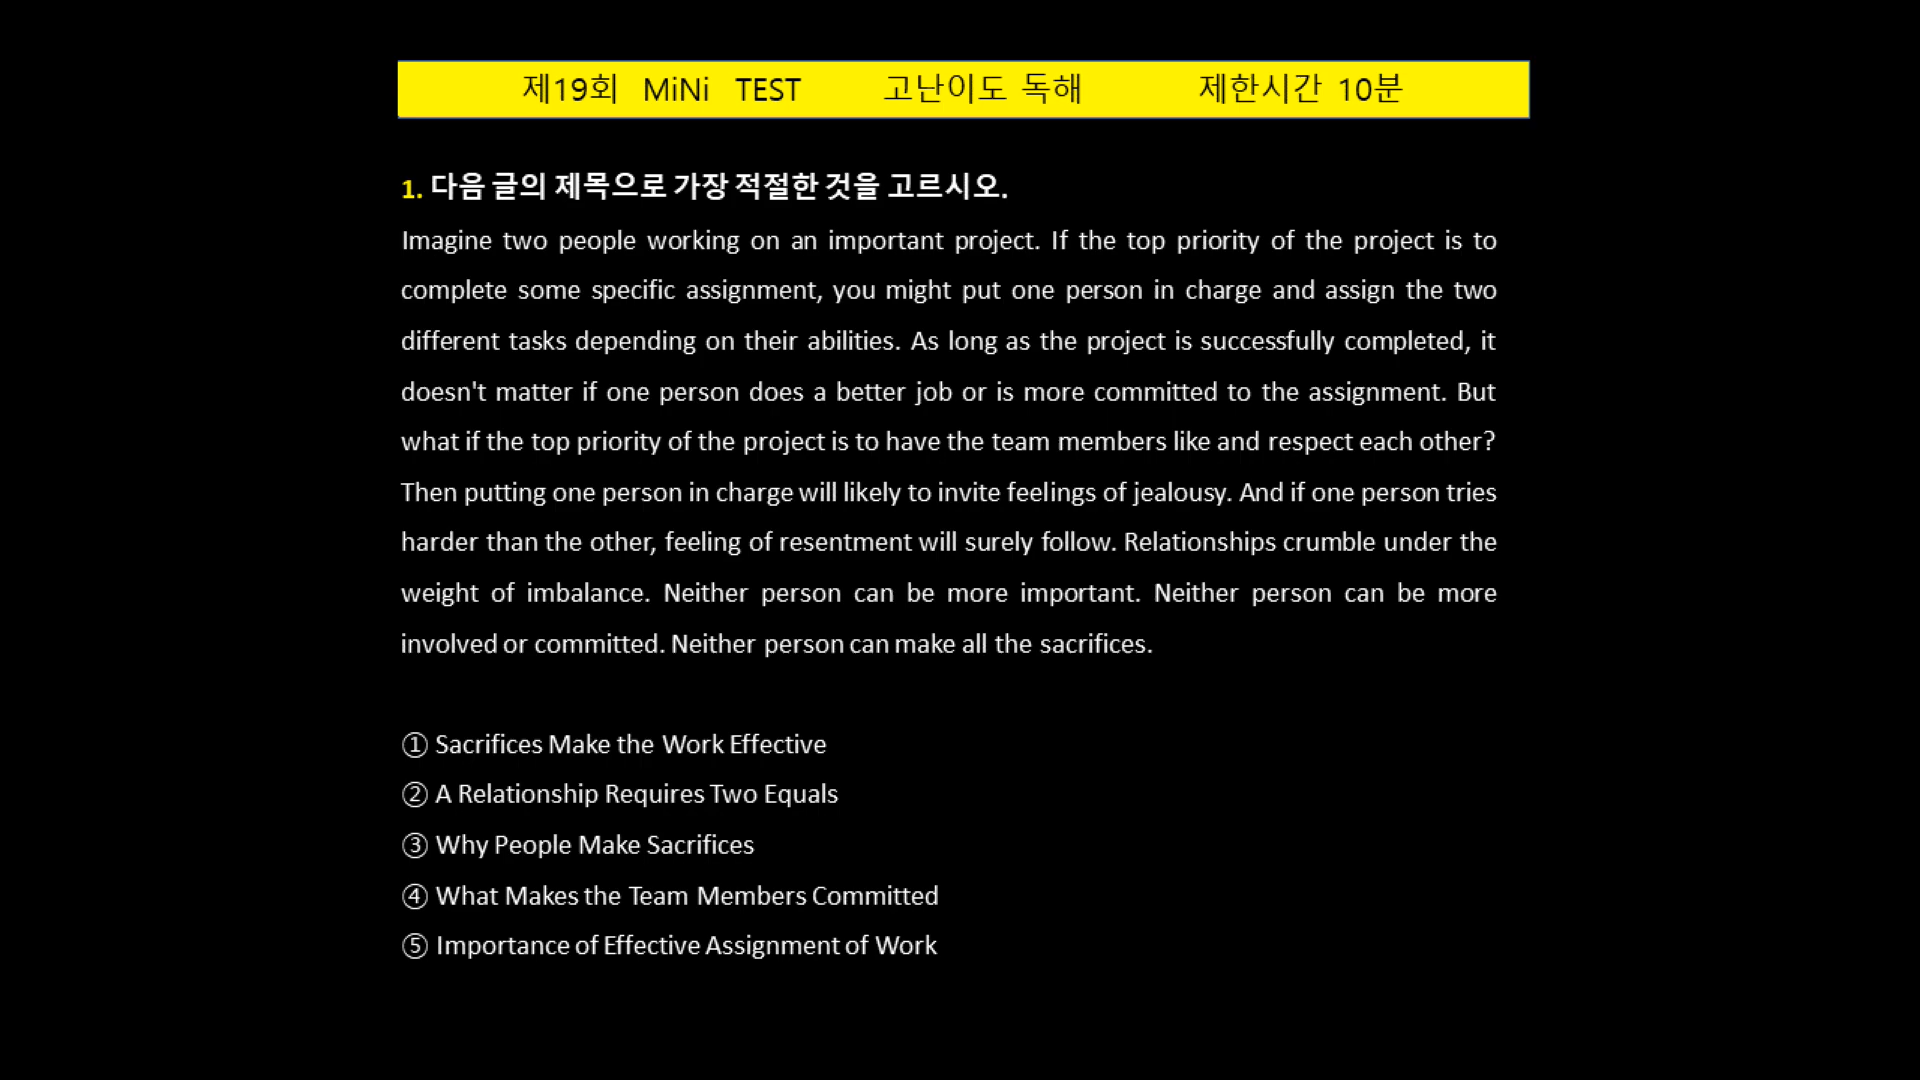 제19회 MiNi TEST 고난이도 독해 제한시간 10분
1. 다음 글의 제목으로 가장 적절한 것을 고르시오.
Imagine two people working on an important project. If the top priority of the project is to
complete some specific assignment, you might put one person in charge and assign the two
different tasks depending on their abilities. As long as the project is successfully completed, it
doesn't matter if one person does a better job or is more committed to the assignment. But
what if the top priority of the project is to have the team members like and respect each other?
Then putting one person in charge will likely to invite feelings of jealousy. And if one person tries
harder than the other, feeling of resentment will surely follow. Relationships crumble under the
weight of imbalance. Neither person can be more important. Neither person can be more
involved or committed. Neither person can make all the sacrifices.
① Sacrifices Make the Work Effective
② A Relationship Requires Two Equals
③ Why People Make Sacrifices
④ What Makes the Team Members Committed
⑤ Importance of Effective Assignment of Work